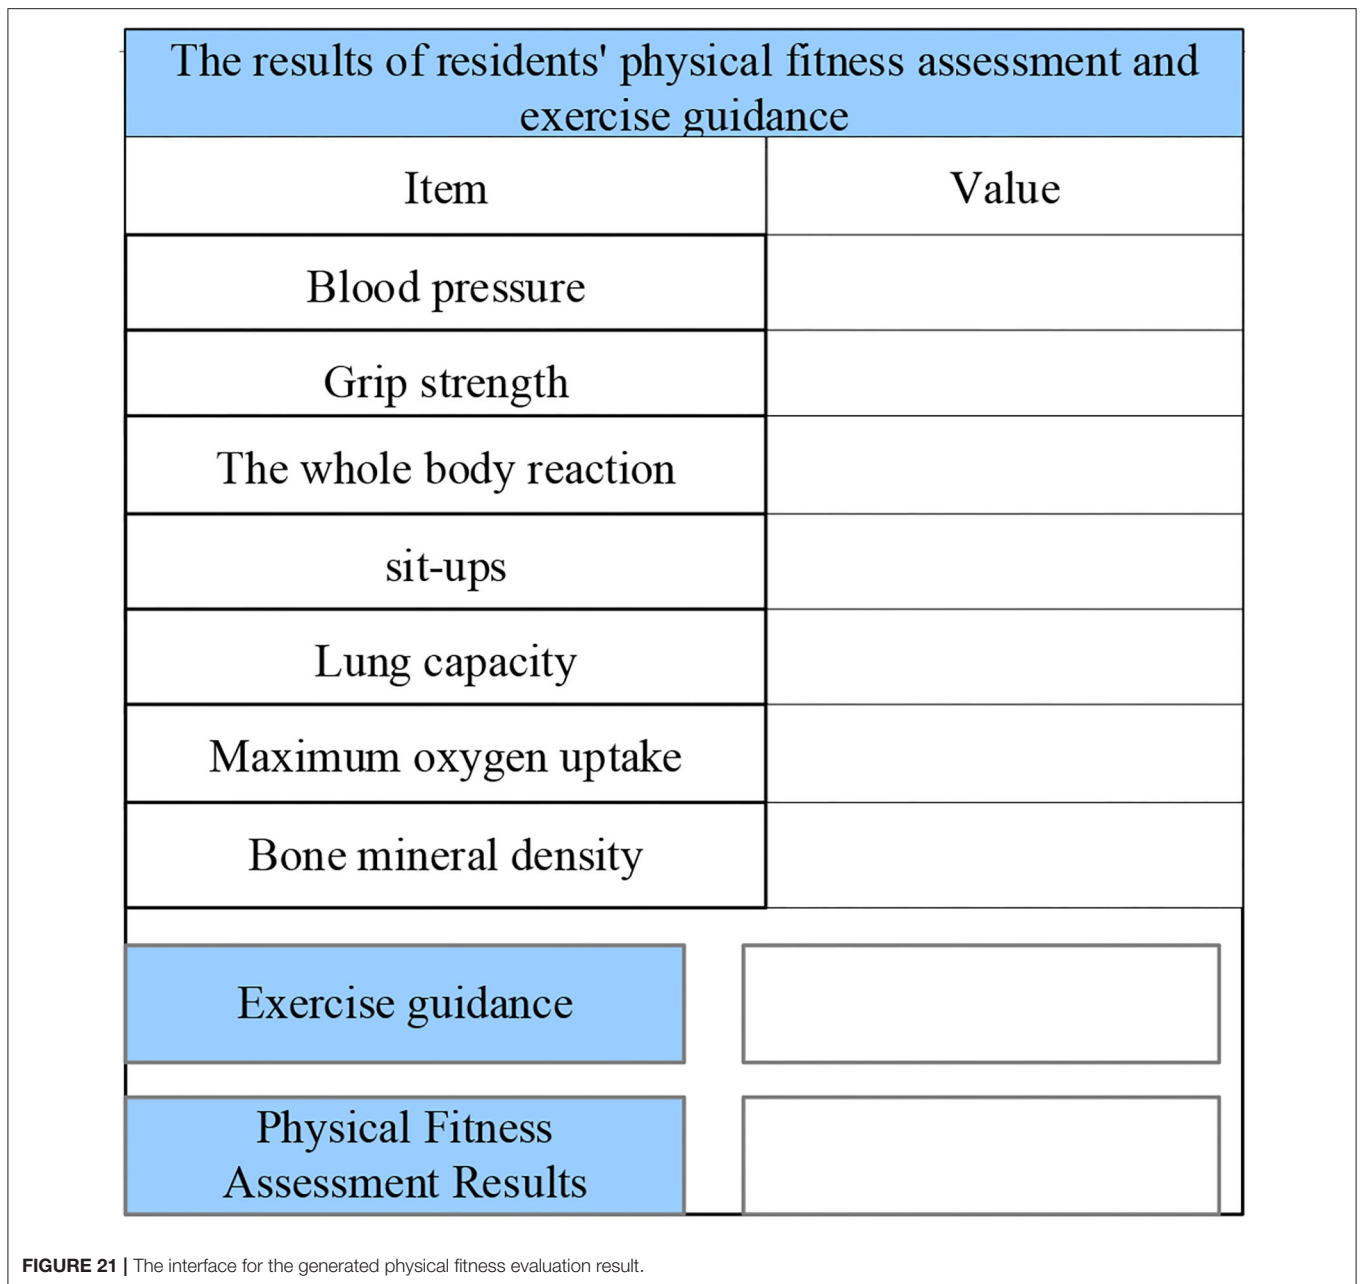 The results of residents' physical fitness assessment and
exercise guidance
Item Value
Blood pressure
Grip strength
The whole body reaction
sit-ups
Lung capacity
Maximum oxygen uptake
Bone mineral density
Exercise guidance
Physical Fitness
Assessment Results
FIGURE 21 | The interface for the generated physical fitness evaluation result.